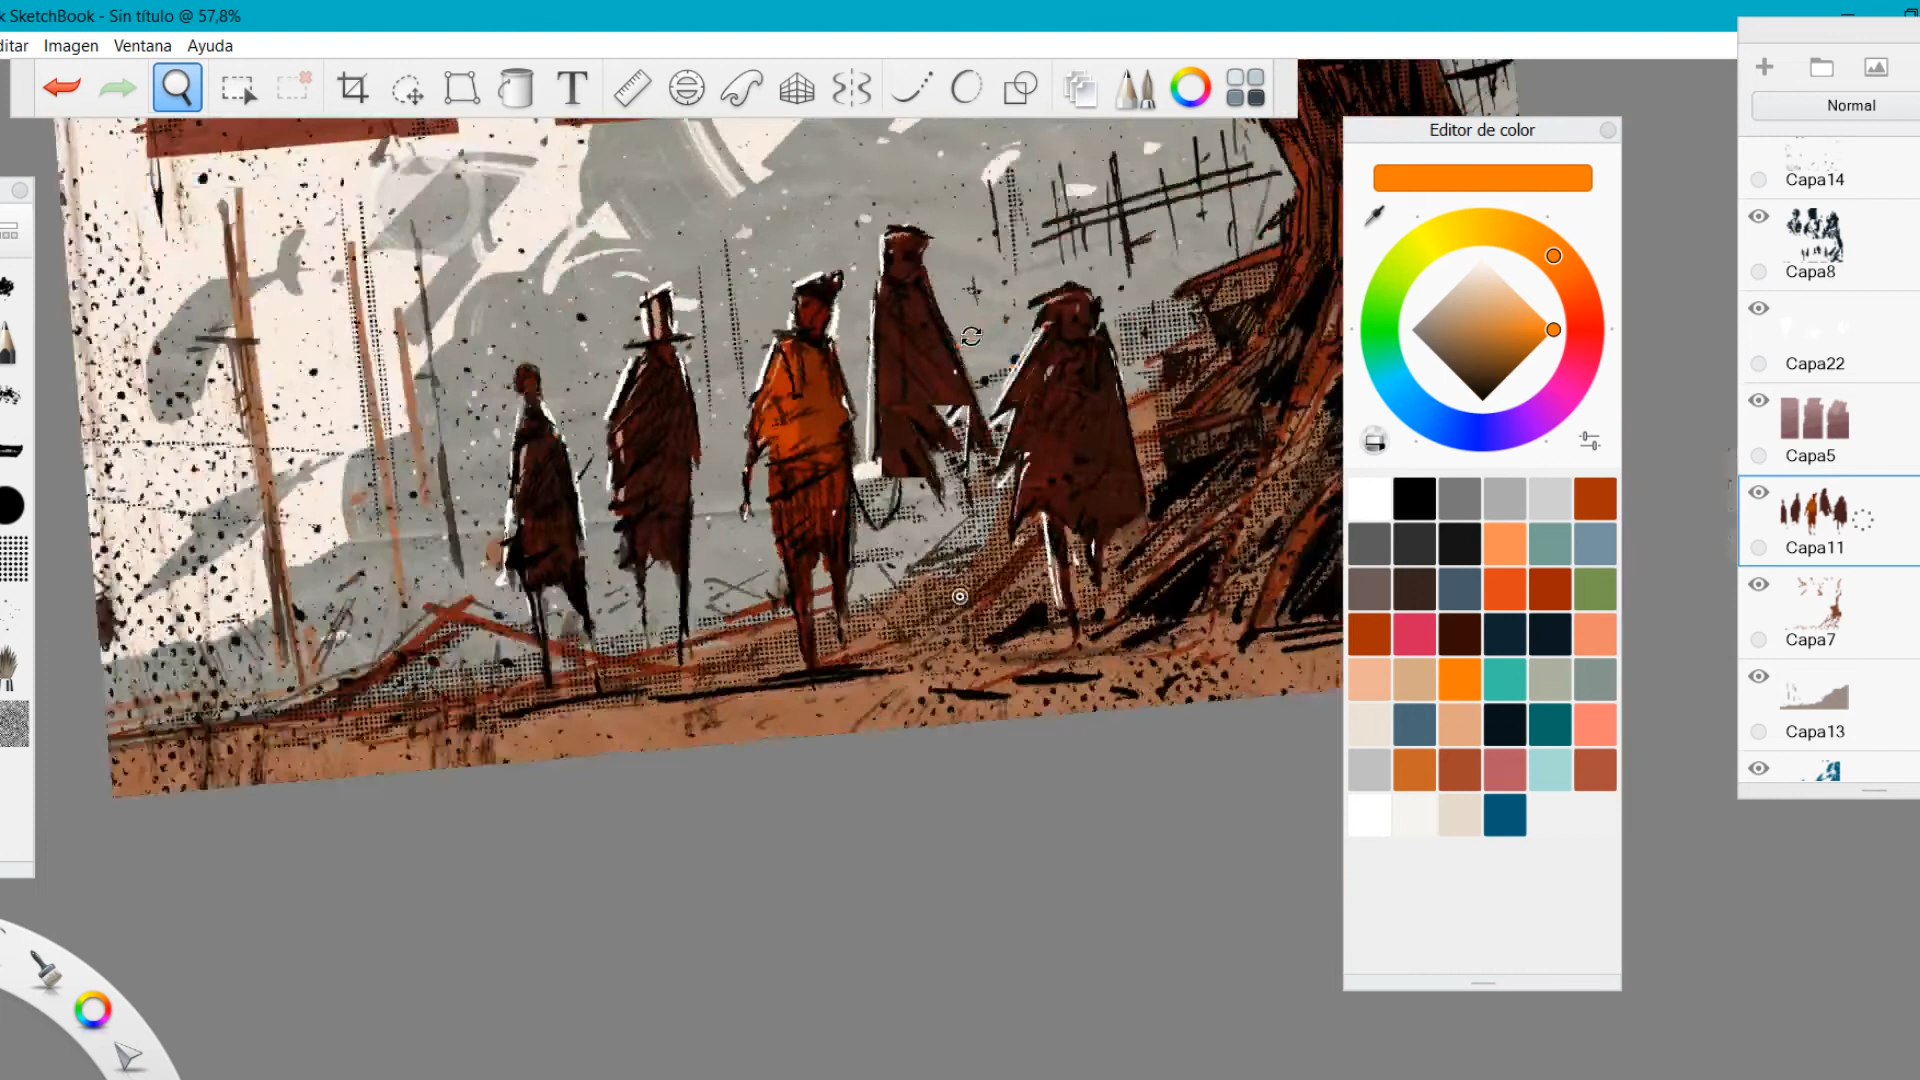 k SketchBook - Sin título @ 57,8%
ditar Imagen Ventana Ayuda
T
Normal
Editor de color
Capa14
Capa8
Capa22
Capa5
Capa11
Capa7
Capa13